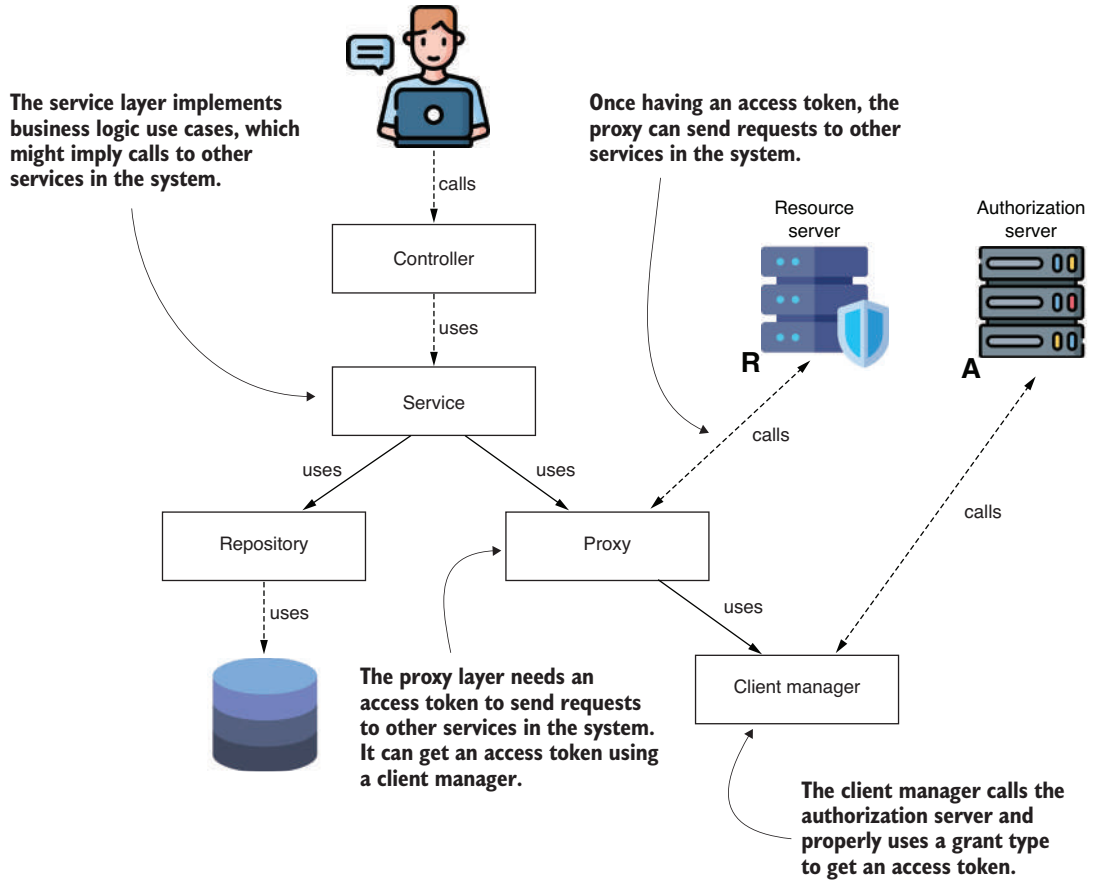 The service layer implements
business logic use cases, which
might imply calls to other
services in the system.
Once having an access token, the
proxy can send requests to other
services in the system.
calls
Resource
server
Authorization
server
Controller
uses
R
A
Service
calls
uses
uses
calls
Repository
Proxy
uses
uses
The proxy layer needs an
access token to send requests
to other services in the system.
It can get an access token using
a client manager.
Client manager
The client manager calls the
authorization server and
properly uses a grant type
to get an access token.